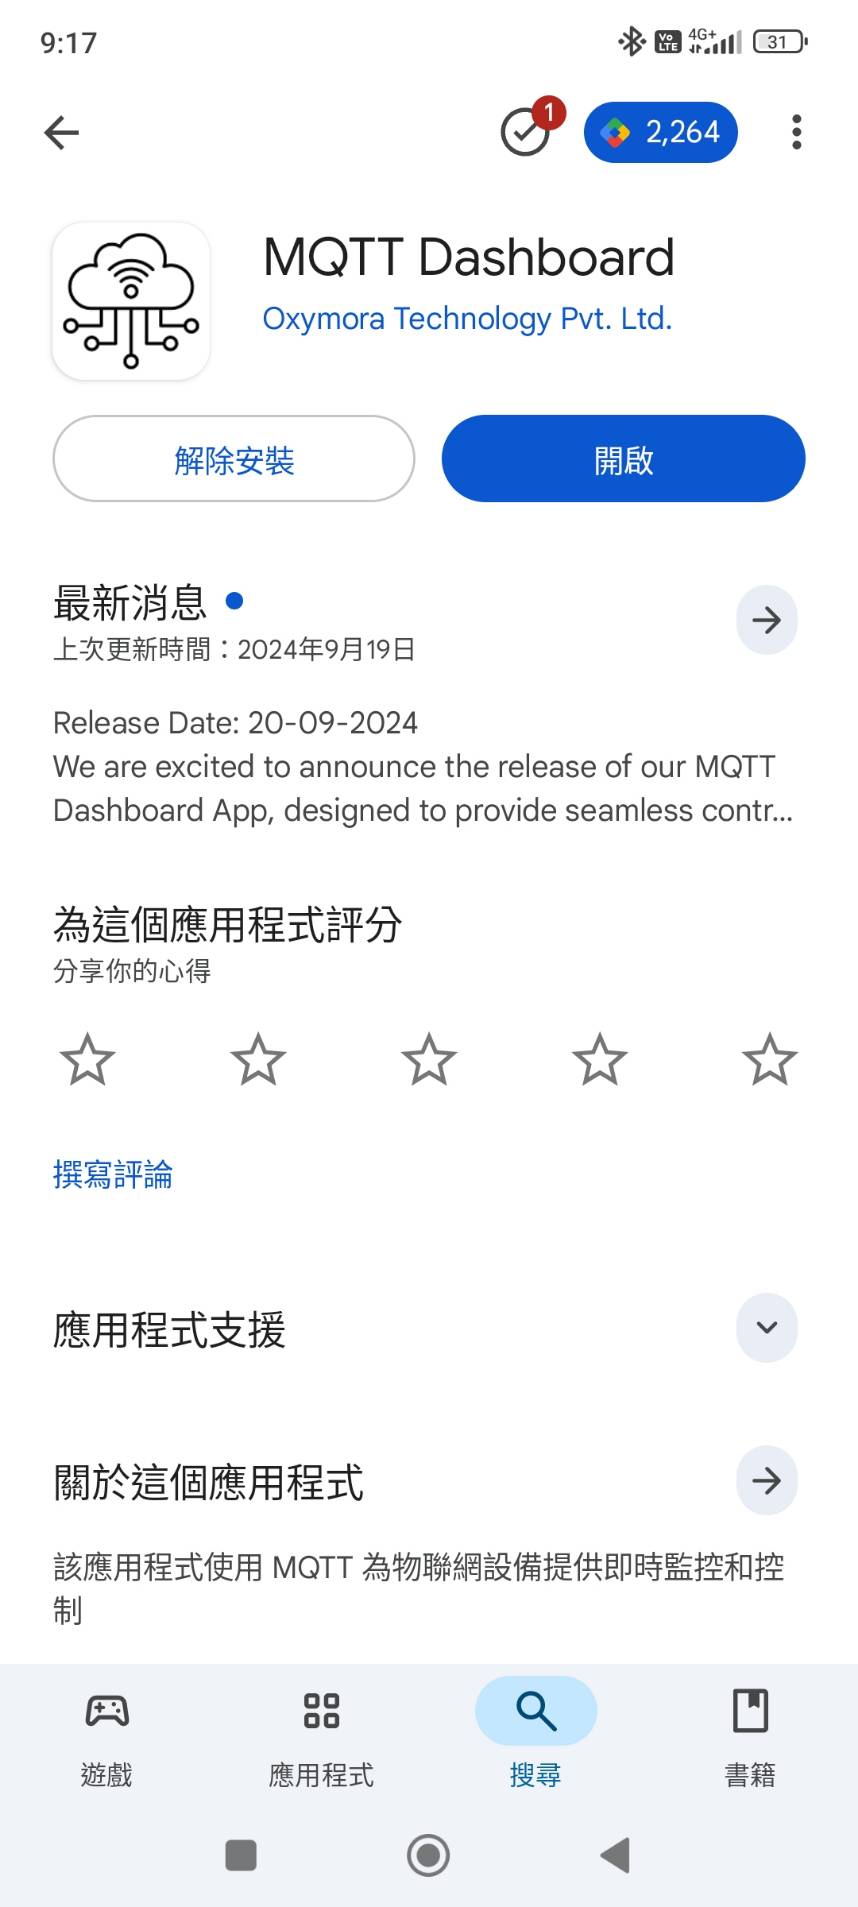 9:17
Vo LTE 4G+ 31
1
2,264
MQTT Dashboard
Oxymora Technology Pvt. Ltd.
解除安裝
開啟
最新消息
上次更新時間：2024年9月19日
Release Date: 20-09-2024
We are excited to announce the release of our MQTT
Dashboard App, designed to provide seamless contr...
為這個應用程式評分
分享你的心得
撰寫評論
應用程式支援
關於這個應用程式
該應用程式使用 MQTT 為物聯網設備提供即時監控和控
制
遊戲
應用程式
搜尋
書籍